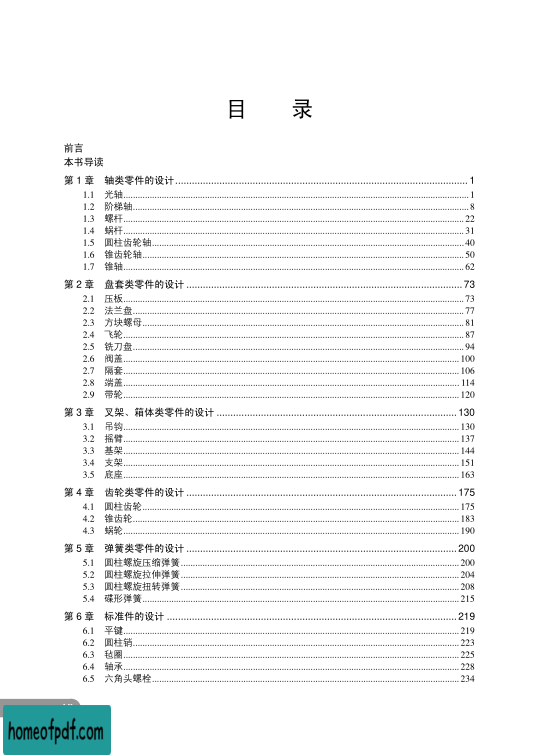 目 录
前言
本书导读
第 1 章 轴类零件的设计 1
1.1 光轴 1
1.2 阶梯轴 8
1.3 螺杆 22
1.4 蜗杆 31
1.5 圆柱齿轮轴 40
1.6 锥齿轮轴 50
1.7 锥轴 62
第 2 章 盘套类零件的设计 73
2.1 压板 73
2.2 法兰盘 77
2.3 方块螺母 81
2.4 飞轮 87
2.5 铣刀盘 94
2.6 阀盖 100
2.7 隔套 106
2.8 端盖 114
2.9 带轮 120
第 3 章 叉架、箱体类零件的设计 130
3.1 吊钩 130
3.2 摇臂 137
3.3 基架 144
3.4 支架 151
3.5 底座 163
第 4 章 齿轮类零件的设计 175
4.1 圆柱齿轮 175
4.2 锥齿轮 183
4.3 蜗轮 190
第 5 章 弹簧类零件的设计 200
5.1 圆柱螺旋压缩弹簧 200
5.2 圆柱螺旋拉伸弹簧 204
5.3 圆柱螺旋扭转弹簧 208
5.4 碟形弹簧 215
第 6 章 标准件的设计 219
6.1 平键 219
6.2 圆柱销 223
6.3 毡圈 225
6.4 轴承 228
6.5 六角头螺栓 234
homeofpdf.com